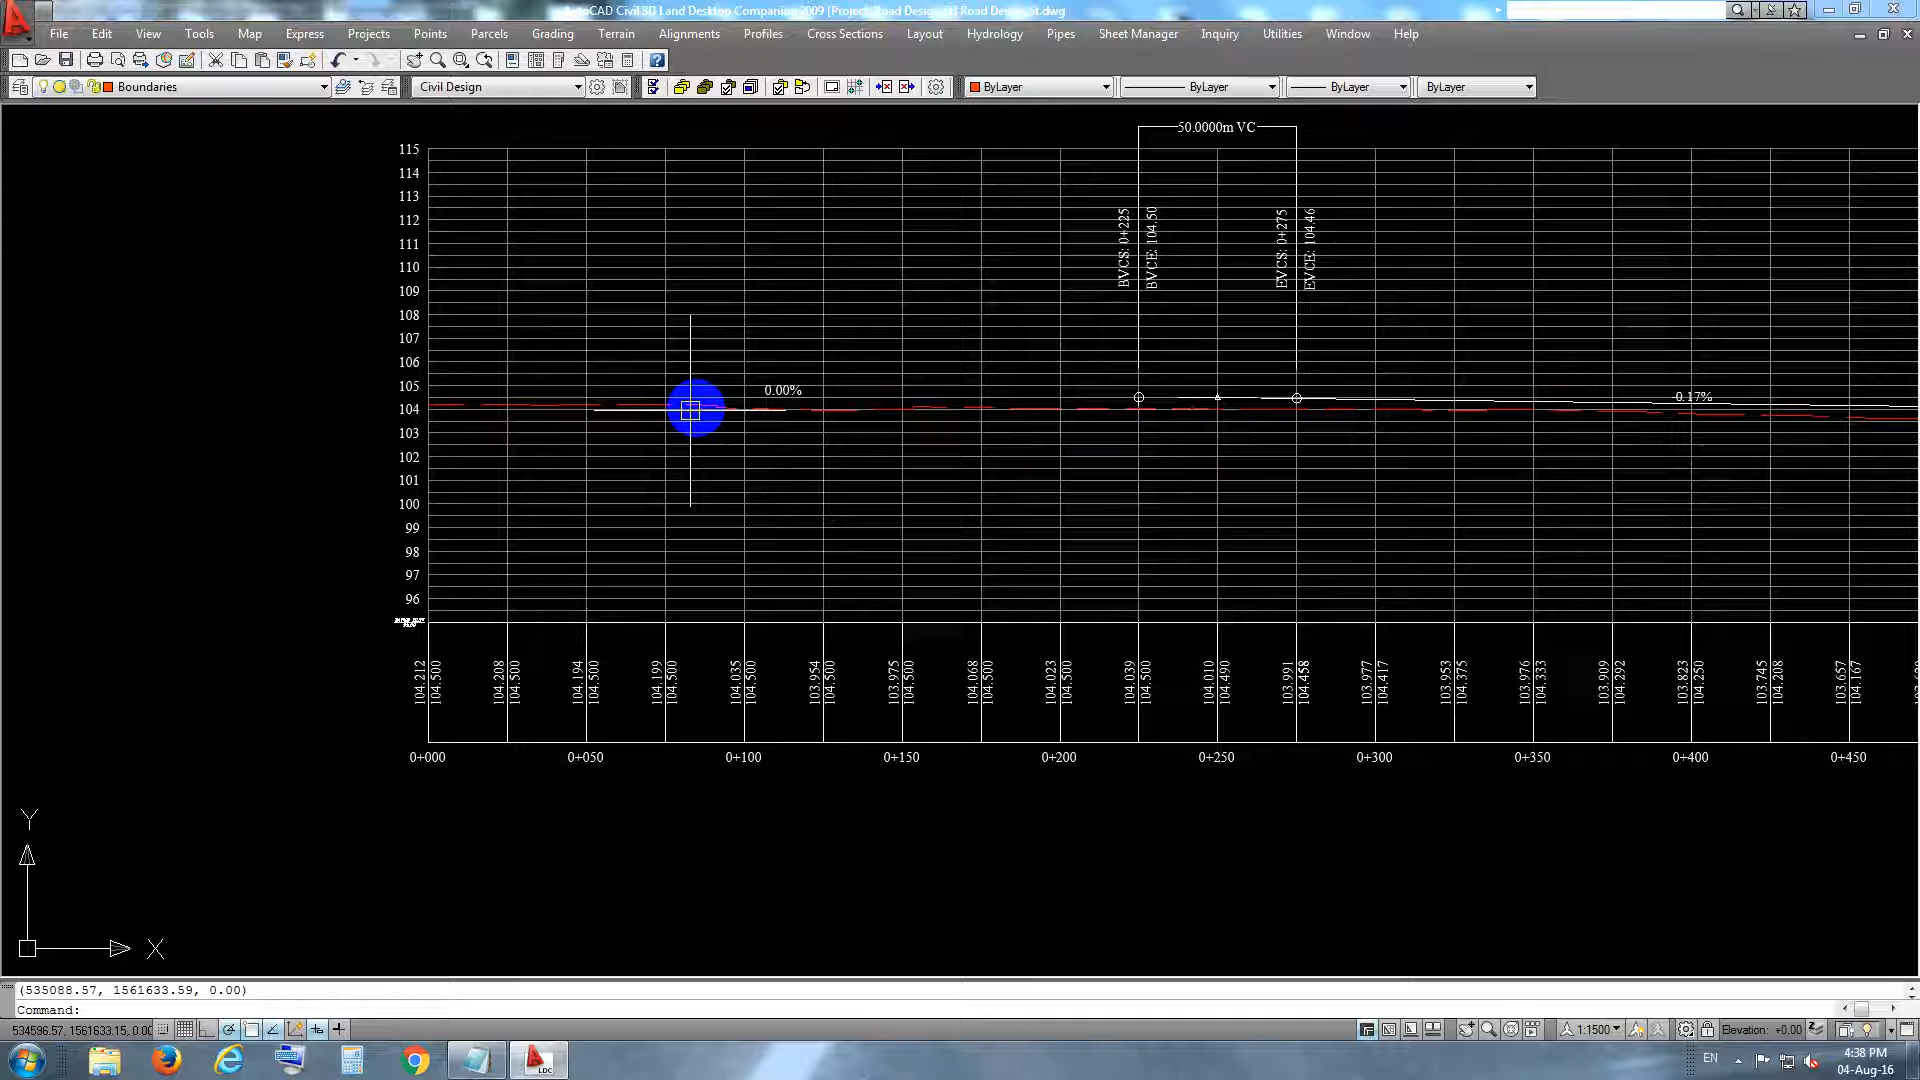 AutoCAD Civil 3D Land Desktop Companion 2009 [Project: Road Design (1) Road Design St.dwg
File Edit View Tools Map Express Projects Points Parcels Grading Terrain Alignments Profiles Cross Sections Layout Hydrology Pipes Sheet Manager Inquiry Utilities Window Help
Boundaries Civil Design ByLayer ByLayer ByLayer ByLayer
50.0000m VC
115
114
113
112
111
110
109
108
107
106
105
104
103
102
101
100
99
98
97
96
BVCS: 0+225
BVCE: 104.50
EVCS: 0+275
EVCE: 104.46
0.00%
-0.17%
104.212 104.500
104.208 104.500
104.194 104.500
104.199 104.500
104.035 104.500
103.954 104.500
103.975 104.500
104.068 104.500
104.023 104.500
104.039 104.500
104.010 104.490
103.991 104.458
103.977 104.417
103.953 104.375
103.976 104.333
103.909 104.292
103.823 104.250
103.745 104.208
103.657 104.167
0+000 0+050 0+100 0+150 0+200 0+250 0+300 0+350 0+400 0+450
Y
X
(535088.57, 1561633.59, 0.00)
Command:
534596.57, 1561633.15, 0.00 1:1500 Elevation: +0.00
LDC
EN
4:38 PM
04-Aug-16